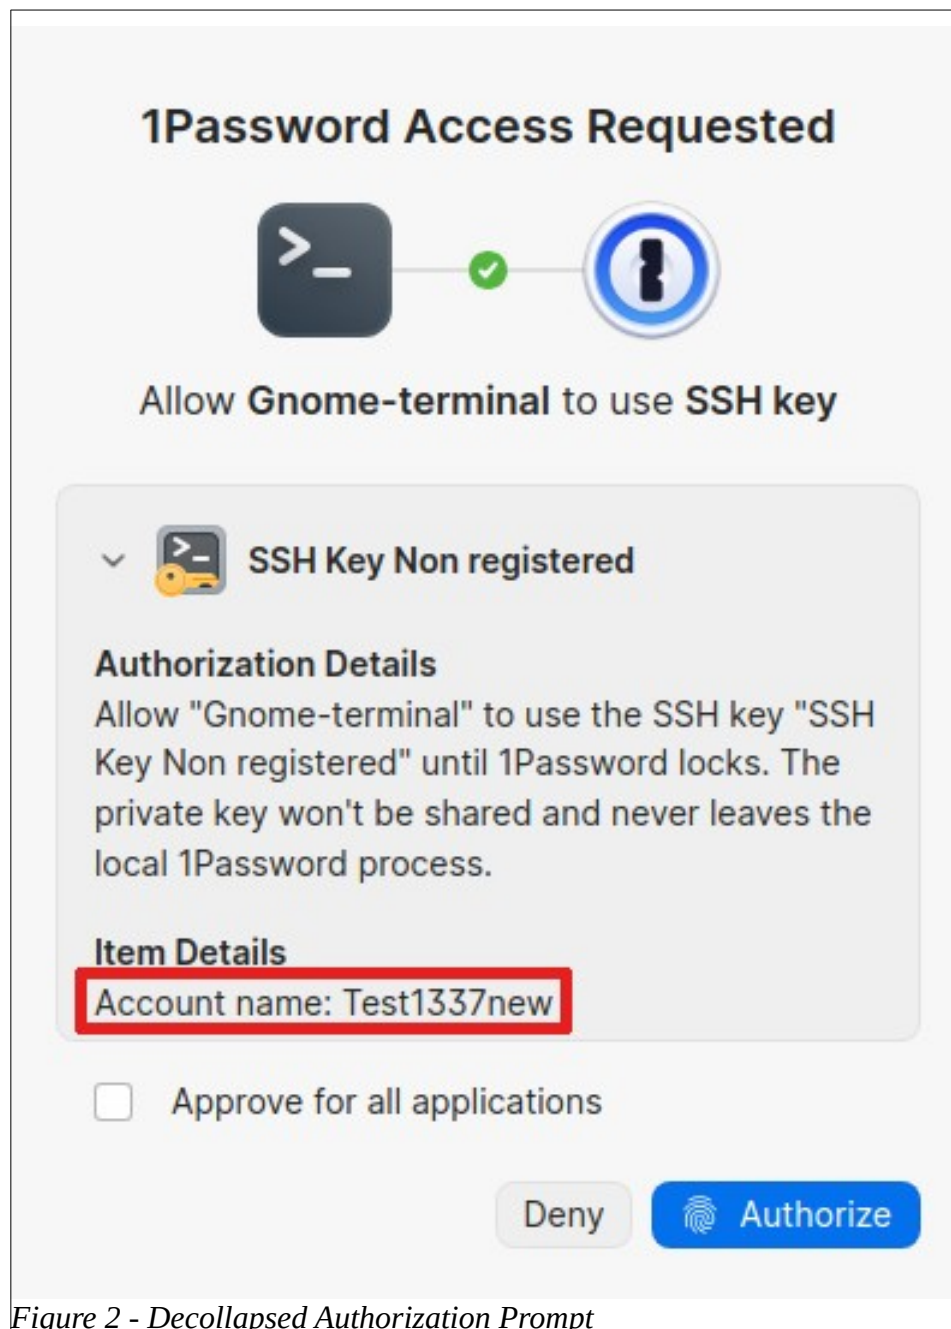 1Password Access Requested
>_
Allow Gnome-terminal to use SSH key
>_
SSH Key Non registered
Authorization Details
Allow "Gnome-terminal" to use the SSH key "SSH
Key Non registered" until 1Password locks. The
private key won't be shared and never leaves the
local 1Password process.
Item Details
Account name: Test1337new
Approve for all applications
Deny
Authorize
Figure 2 - Decollapsed Authorization Prompt